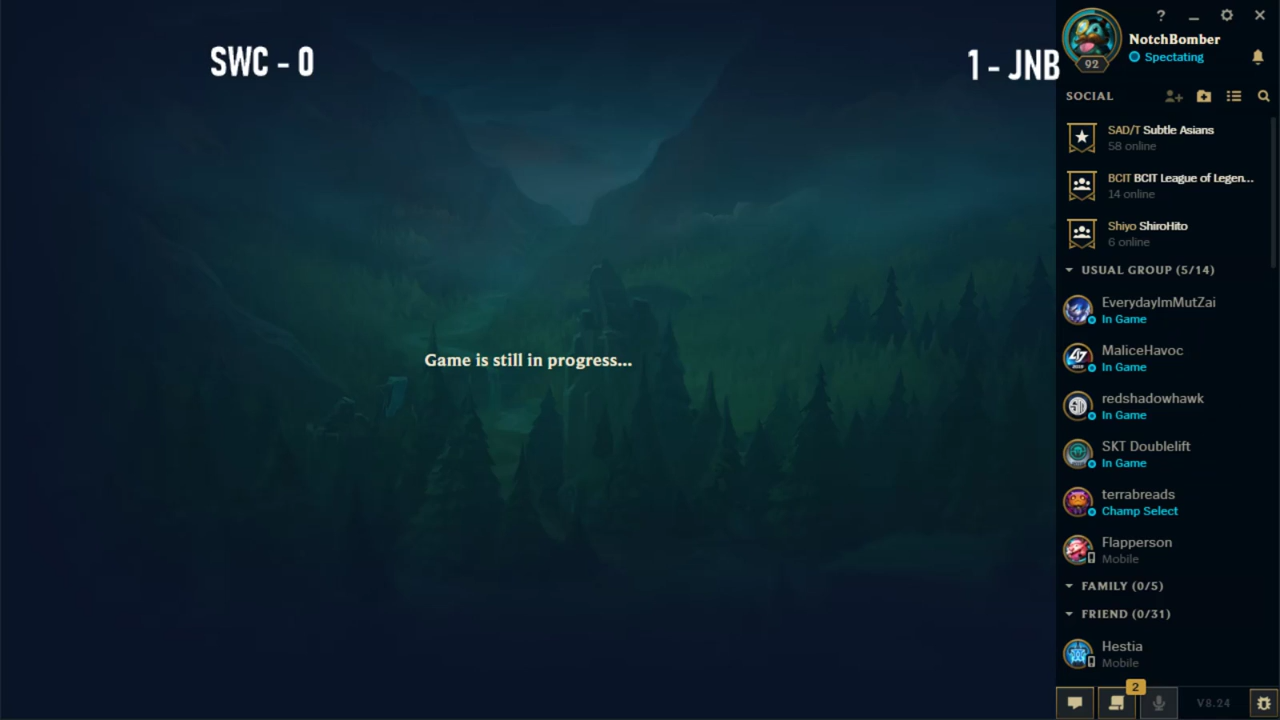 SWC - 0
1 - JNB
Game is still in progress...
?
NotchBomber
Spectating
92
SOCIAL
SAD/T Subtle Asians
58 online
BCIT BCIT League of Legen...
14 online
Shiyo ShiroHito
6 online
USUAL GROUP (5/14)
EverydayImMutZai
In Game
MaliceHavoc
In Game
redshadowhawk
In Game
SKT Doublelift
In Game
terrabreads
Champ Select
Flapperson
Mobile
FAMILY (0/5)
FRIEND (0/31)
Hestia
Mobile
2
V8.24